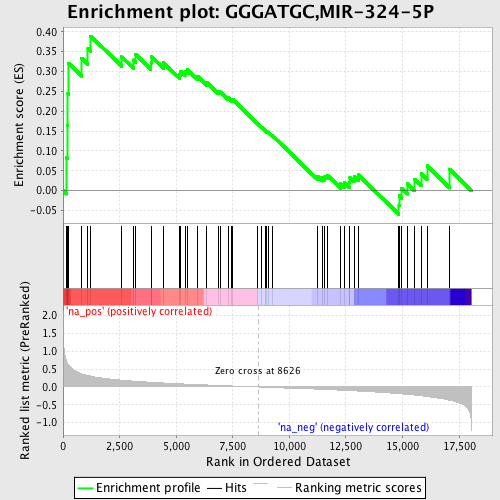 Enrichment plot: GGGATGC,MIR-324-5P
Enrichment score (ES)
0.40
0.35
0.30
0.25
0.20
0.15
0.10
0.05
0.00
-0.05
'na_pos' (positively correlated)
Ranked list metric (PreRanked)
2.0
1.5
1.0
0.5
0.0
-0.5
-1.0
Zero cross at 8626
'na_neg' (negatively correlated)
0
2,500
5,000
7,500
10,000
12,500
15,000
17,500
Rank in Ordered Dataset
Enrichment profile
Hits
Ranking metric scores